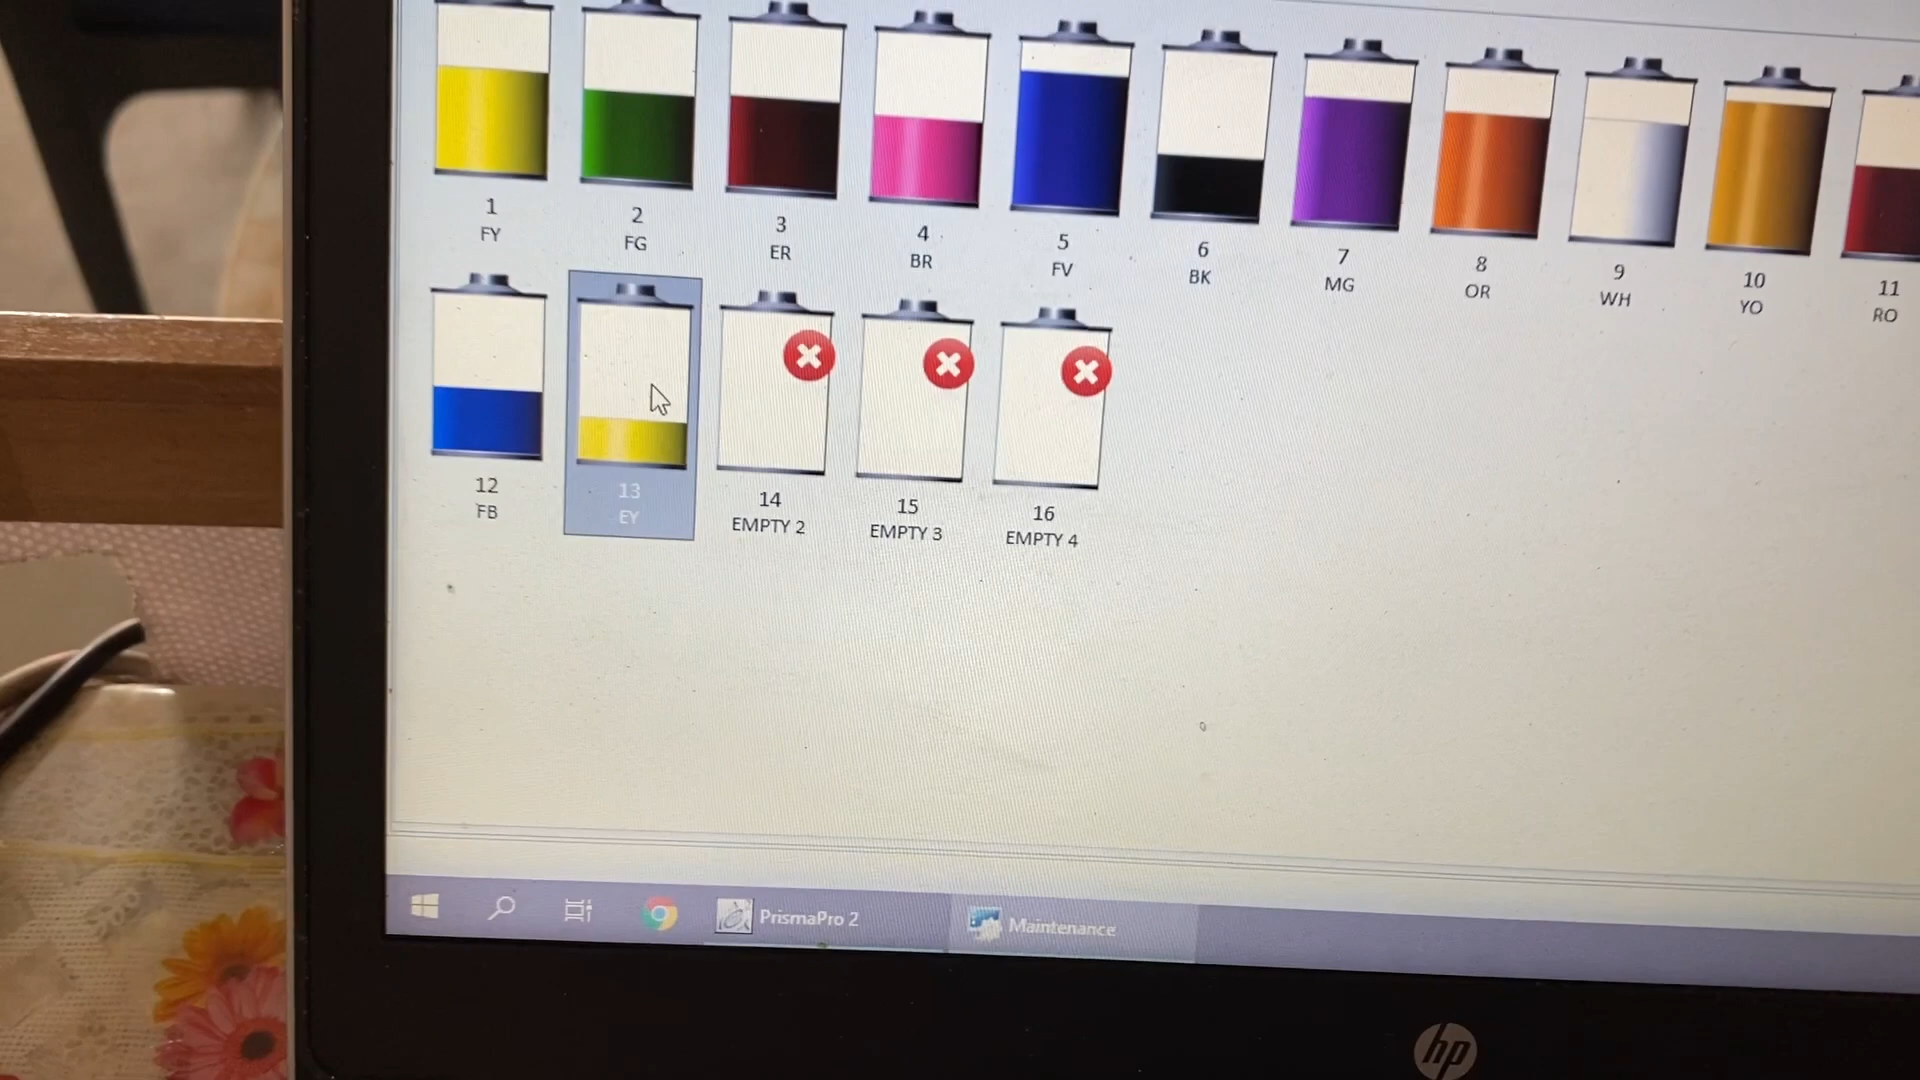 1
FY
2
FG
3
ER
4
BR
5
FV
6
BK
7
MG
8
OR
9
WH
10
YO
11
RO
12
FB
13
EY
14
EMPTY 2
15
EMPTY 3
16
EMPTY 4
PrismaPro 2
Maintenance
hp